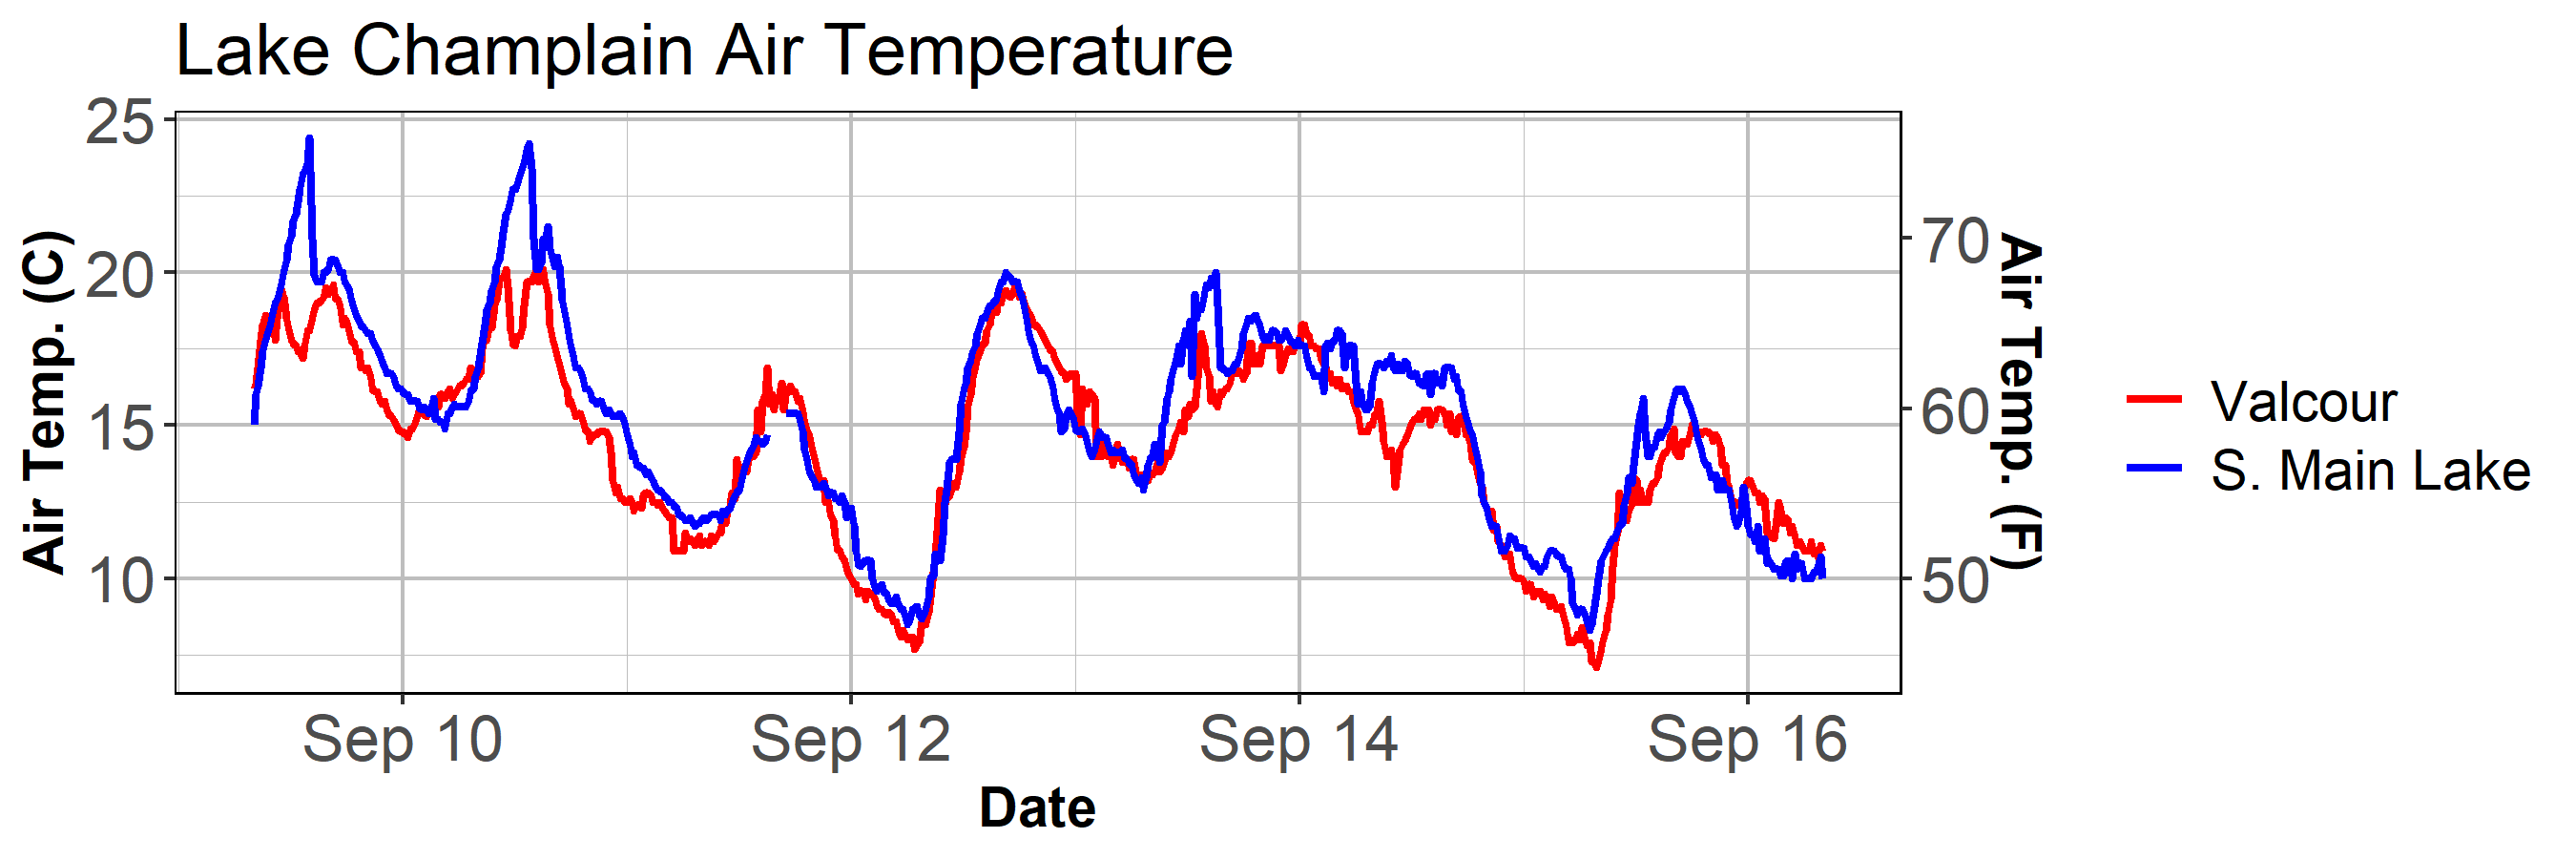 Lake Champlain Air Temperature
Air Temp. (C)
25
20
15
10
70
60
50
Air Temp. (F)
Sep 10
Sep 12
Sep 14
Sep 16
Date
Valcour
S. Main Lake